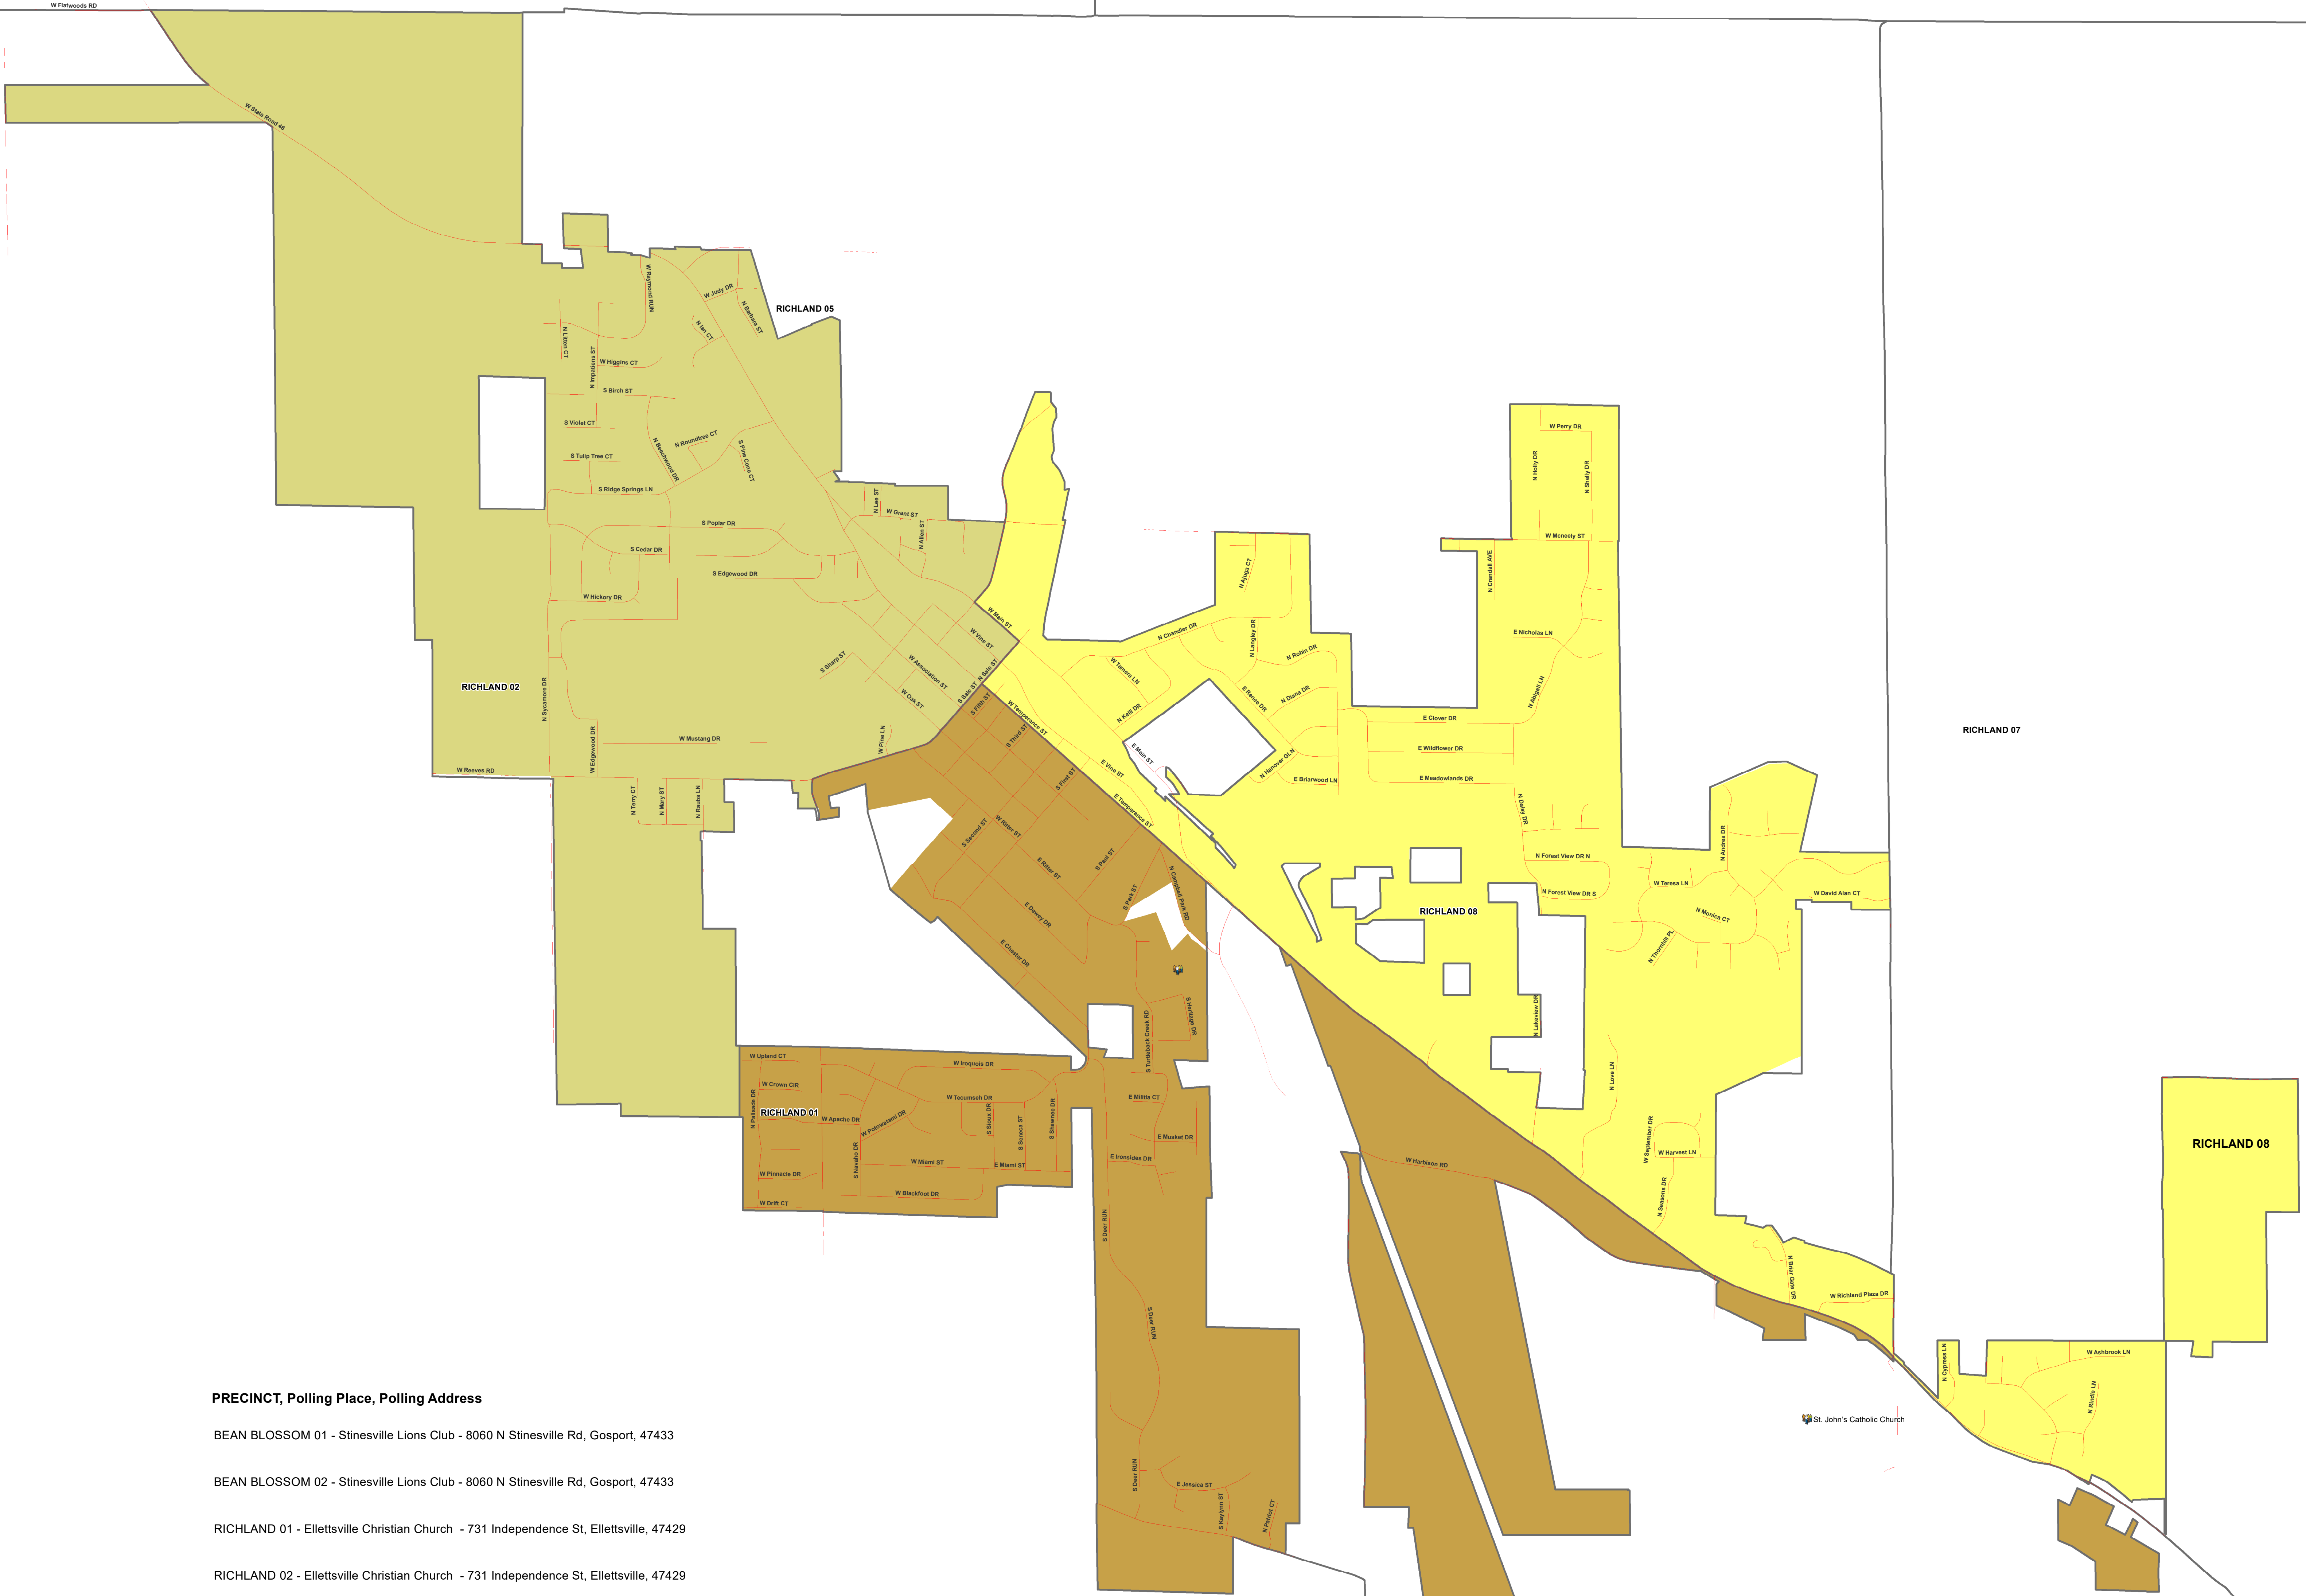 W Flatwoods RD
W State Road 46
W Raymond RUN
W Judy DR
N Barbara ST
RICHLAND 05
N Ian CT
N Litten CT
N Impatiens ST
W Higgins CT
S Birch ST
S Violet CT
N Beechwood DR
N Roundtree CT
S Pine Cone CT
S Tulip Tree CT
S Ridge Springs LN
N Lee ST
W Grant ST
N Allen ST
S Poplar DR
S Cedar DR
S Edgewood DR
W Hickory DR
W Main ST
W Vine ST
S Sharp ST
W Association ST
W Oak ST
N Sale ST
S Sale ST
RICHLAND 02
N Sycamore DR
W Edgewood DR
W Mustang DR
W Pine LN
W Reeves RD
N Terry CT
N Mary ST
N Raubs LN
S Fifth ST
S Third ST
W Temperance ST
S First ST
E Vine ST
E Temperance ST
E Main ST
S Second ST
W Ritter ST
E Ritter ST
S Paul ST
S Park ST
N Campbell Park RD
E Dewey DR
E Chester DR
S Heritage DR
S Turtleback Creek RD
N Ajuga CT
N Chandler DR
N Langley DR
W Tamera LN
N Robin DR
N Kelli DR
E Renee DR
N Diana DR
N Hanover GLN
E Briarwood LN
W Perry DR
N Holly DR
N Shelly DR
W Mcneely ST
N Crandall AVE
E Nicholas LN
N Abigail LN
E Clover DR
E Wildflower DR
E Meadowlands DR
N Daley DR
N Forest View DR N
N Forest View DR S
N Andrea DR
W Teresa LN
W David Alan CT
N Monica CT
N Thornhill PL
RICHLAND 07
RICHLAND 08
N Lakeview DR
N Love LN
N September DR
W Harvest LN
N Seasons DR
N Briar Gate DR
W Richland Plaza DR
W Harbison RD
RICHLAND 08
N Cypress LN
W Ashbrook LN
N Rindle LN
St. John's Catholic Church
W Upland CT
W Crown CIR
N Palisade DR
RICHLAND 01
W Apache DR
W Pinnacle DR
W Drift CT
S Navaho DR
W Potowatami DR
W Iroquois DR
W Tecumseh DR
S Sioux DR
S Seneca ST
S Shawnee DR
W Miami ST
E Miami ST
W Blackfoot DR
E Militia CT
E Musket DR
E Ironsides DR
S Deer RUN
S Deer RUN
S Deer RUN
E Jessica ST
S Kaylynn ST
N Patriot CT
PRECINCT, Polling Place, Polling Address
BEAN BLOSSOM 01 - Stinesville Lions Club - 8060 N Stinesville Rd, Gosport, 47433
BEAN BLOSSOM 02 - Stinesville Lions Club - 8060 N Stinesville Rd, Gosport, 47433
RICHLAND 01 - Ellettsville Christian Church - 731 Independence St, Ellettsville, 47429
RICHLAND 02 - Ellettsville Christian Church - 731 Independence St, Ellettsville, 47429